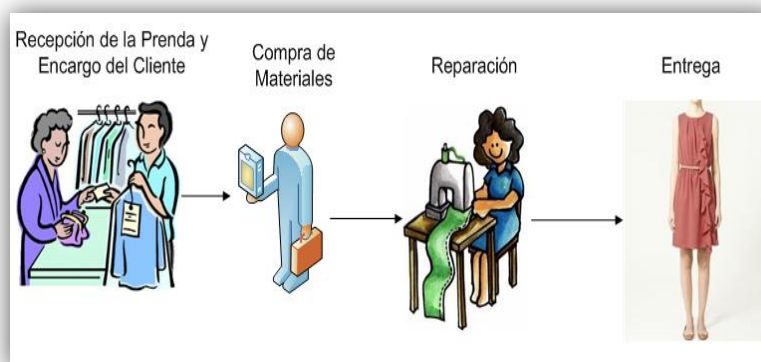 Recepción de la Prenda y
Encargo del Cliente
Compra de
Materiales
Reparación
Entrega